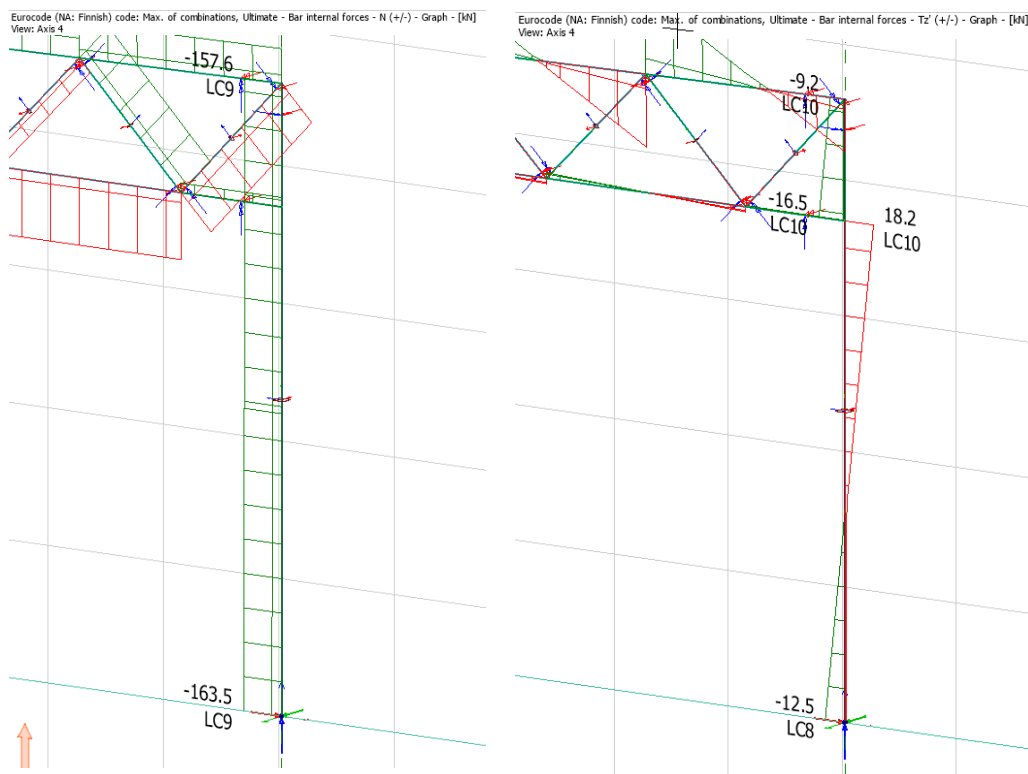 Eurocode (NA: Finnish) code: Max. of combinations, Ultimate - Bar internal forces - N (+/-) - Graph - [kN]
View: Axis 4
-157.6
LC9
-163.5
LC9
Eurocode (NA: Finnish) code: Max. of combinations, Ultimate - Bar internal forces - Tz' (+/-) - Graph - [kN]
View: Axis 4
-9.2
LC10
-16.5
LC10
18.2
LC10
-12.5
LC8